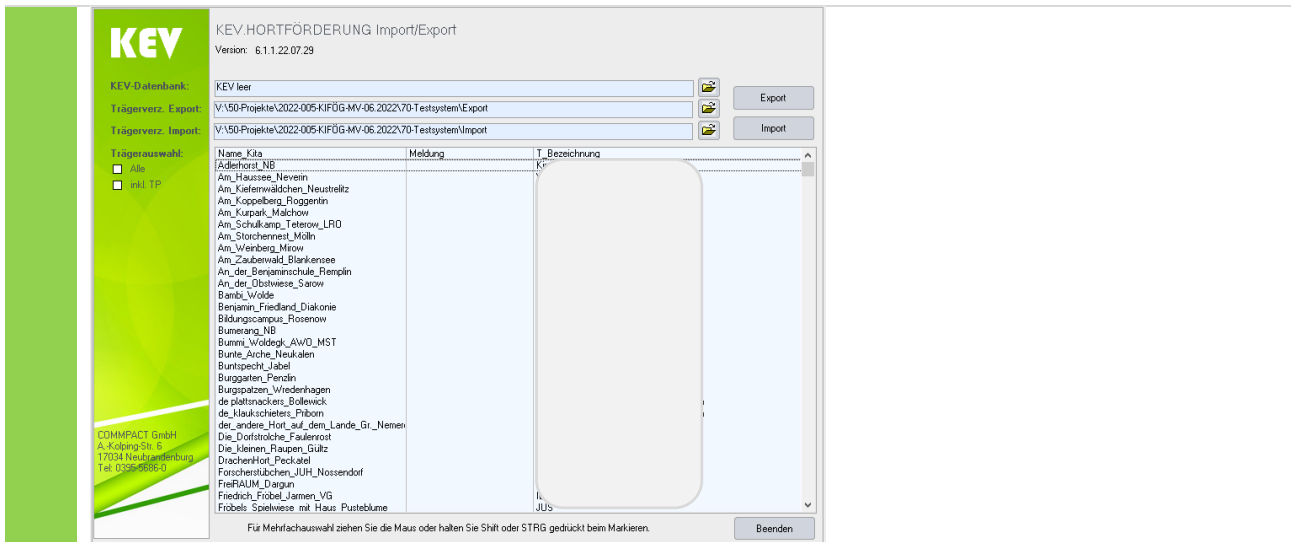 KEV
KEV.HORTFÖRDERUNG Import/Export
Version: 6.1.1.22.07.29
KEV-Datenbank: KEV leer
Export
Trägerverz. Export: V:\50-Projekte\2022-005-KIFÖG-MV-06.2022\70-Testsystem\Export
Trägerverz. Import: V:\50-Projekte\2022-005-KIFÖG-MV-06.2022\70-Testsystem\Import
Import
Trägerauswahl:
Alle
inkl. TP
Name_Kita Meldung T_Bezeichnung
Adlerhorst_NB
Am_Haussee_Neverin
Am_Kiefernwäldchen_Neustrelitz
Am_Koppelberg_Roggentin
Am_Kurpark_Malchow
Am_Schulkamp_Teterow_LRO
Am_Storchennest_Mölln
Am_Weinberg_Mirow
Am_Zauberwald_Blankensee
An_der_Benjaminschule_Remplin
An_der_Obstwiese_Sarow
Bambi_Wolde
Benjamin_Friedland_Diakonie
Bildungscampus_Rosenow
Bumerang_NB
Bummi_Woldegk_AWO_MST
Bunte_Arche_Neukalen
Buntspecht_Jabel
Burggarten_Penzlin
Burgspatzen_Wredenhagen
de plattsnackers_Bollewick
de_klaukschieters_Priborn
der_andere_Hort_auf_dem_Lande_Gr._Nemer
Die_Dorfstrolche_Faulenrost
Die_kleinen_Raupen_Gültz
DrachenHort_Peckatel
Forscherstübchen_JUH_Nossendorf
FreiRAUM_Dargun
Friedrich_Fröbel_Jarmen_VG
Fröbels_Spielwiese_mit_Haus_Pusteblume JUS
COMMPACT GmbH
A.-Kolping-Str. 6
17034 Neubrandenburg
Tel: 0395-5686-0
Für Mehrfachauswahl ziehen Sie die Maus oder halten Sie Shift oder STRG gedrückt beim Markieren.
Beenden